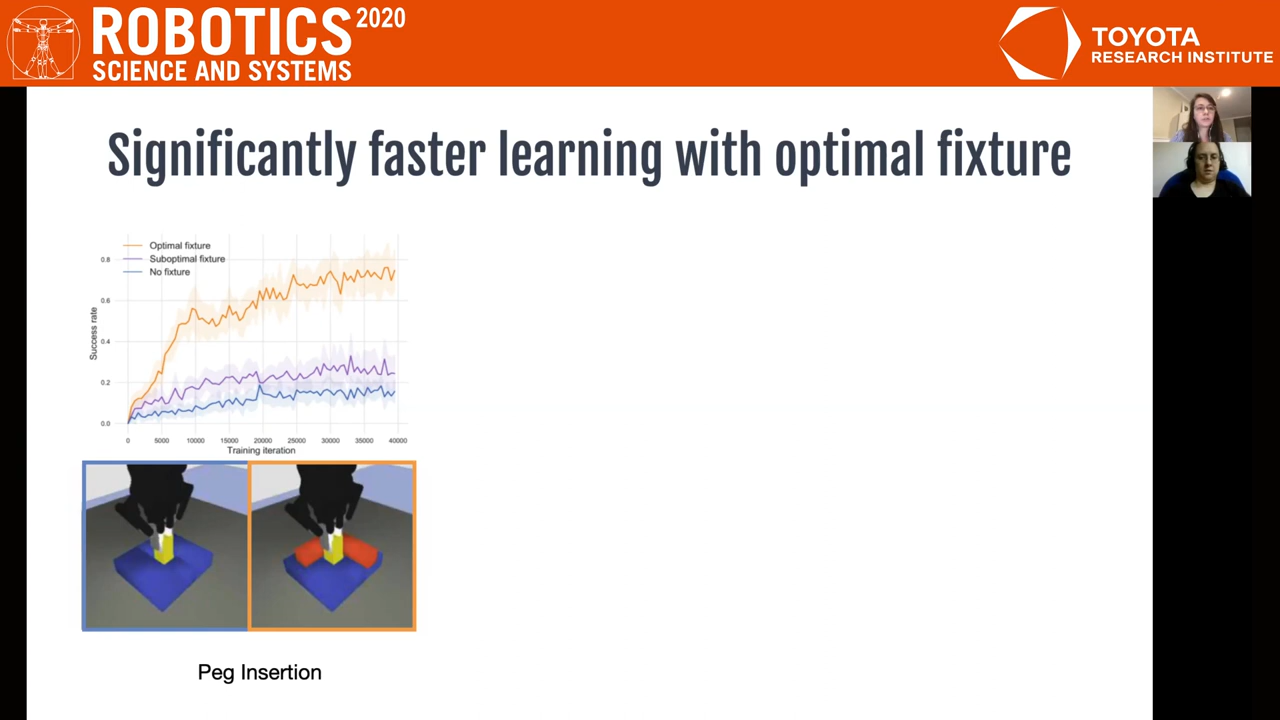 ROBOTICS 2020
SCIENCE AND SYSTEMS
TOYOTA
RESEARCH INSTITUTE
Significantly faster learning with optimal fixture
Optimal fixture
Suboptimal fixture
No fixture
0.8
0.6
0.4
0.2
0.0
Success rate
0 5000 10000 15000 20000 25000 30000 35000 40000
Training iteration
Peg Insertion